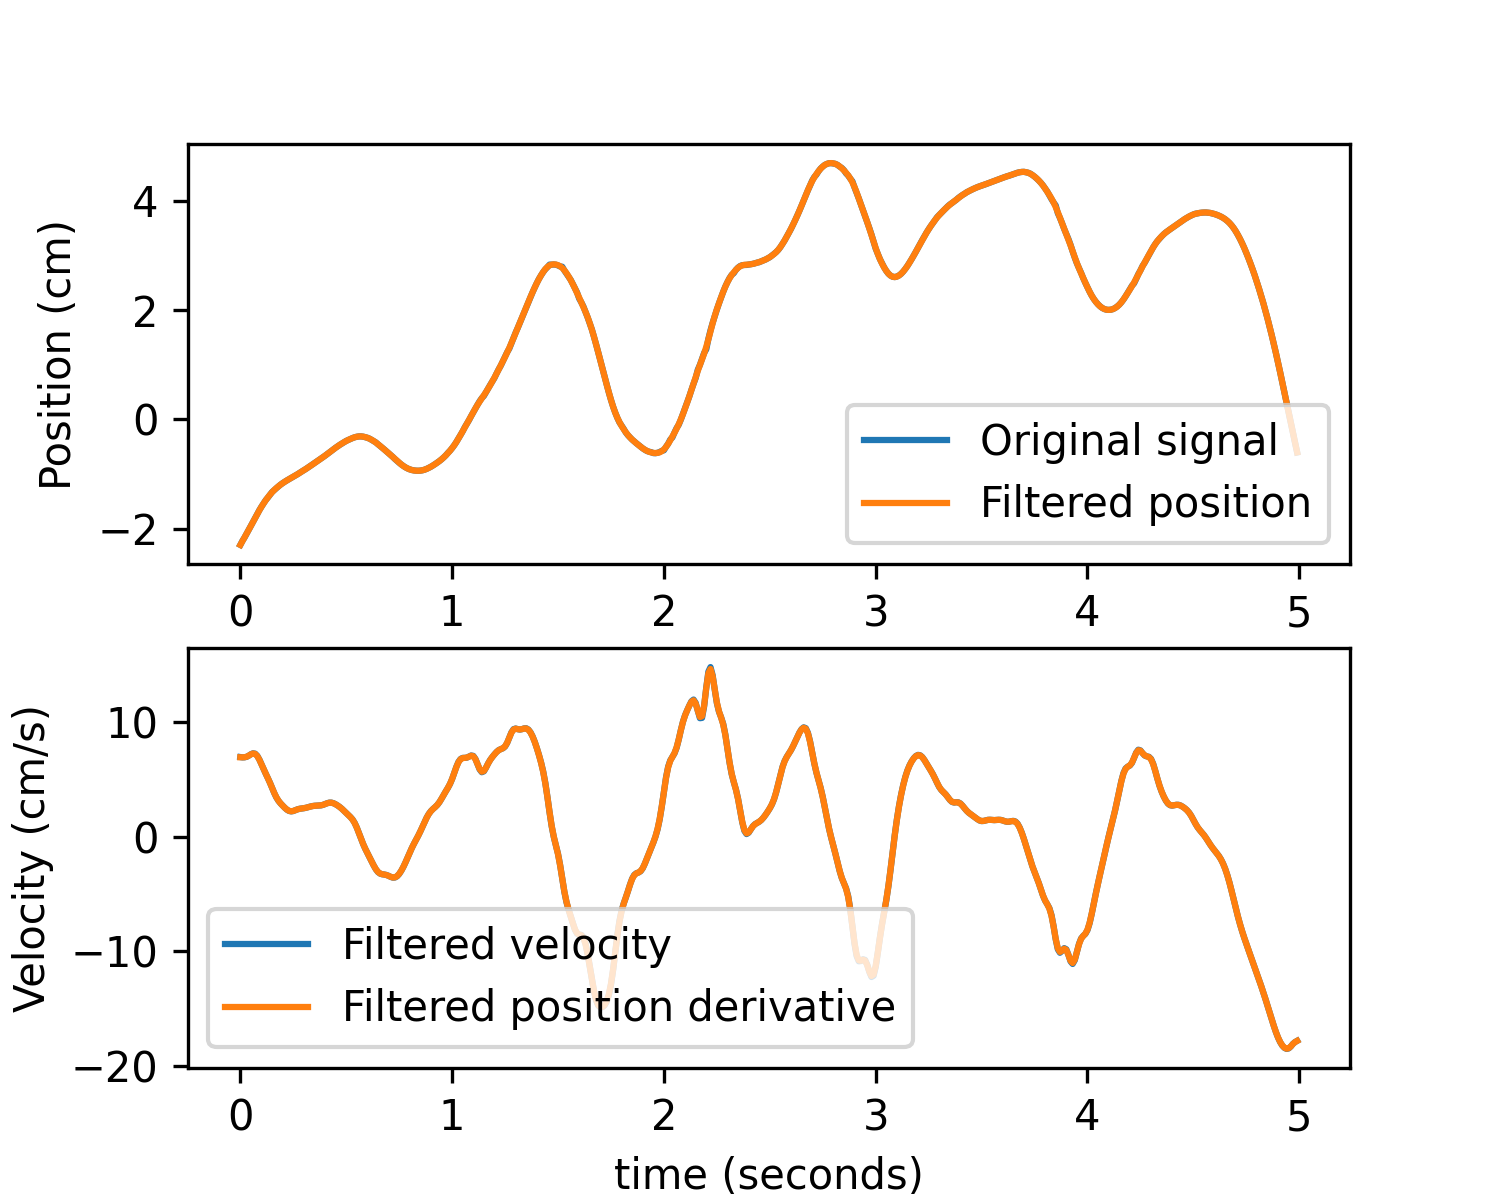 Position (cm)
4
2
0
−2
Original signal
Filtered position
0 1 2 3 4 5
Velocity (cm/s)
10
0
−10
−20
Filtered velocity
Filtered position derivative
0 1 2 3 4 5
time (seconds)